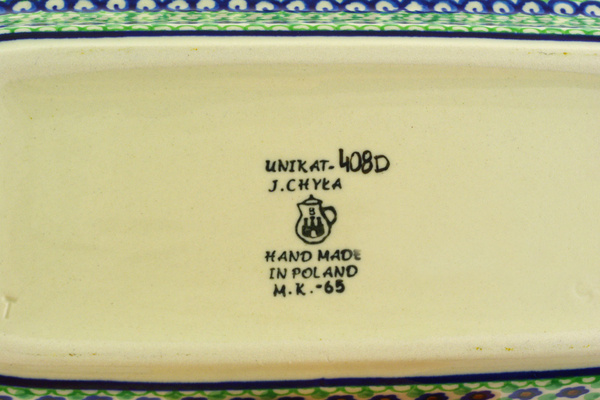 UNIKAT-408D
J.CHYŁA
B
HAND MADE
IN POLAND
M.K.-65